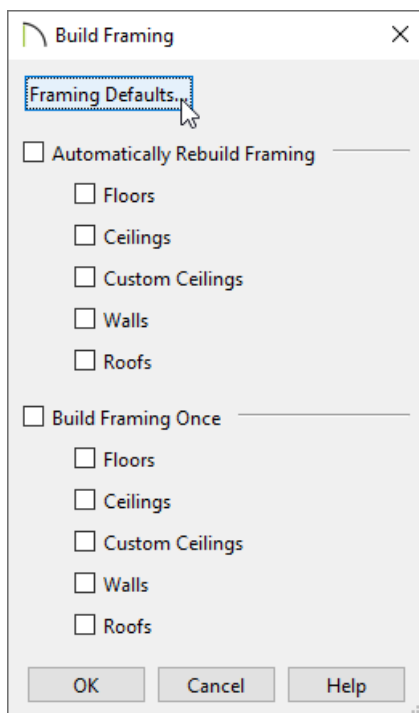 Build Framing
Framing Defaults...
Automatically Rebuild Framing
Floors
Ceilings
Custom Ceilings
Walls
Roofs
Build Framing Once
Floors
Ceilings
Custom Ceilings
Walls
Roofs
OK Cancel Help